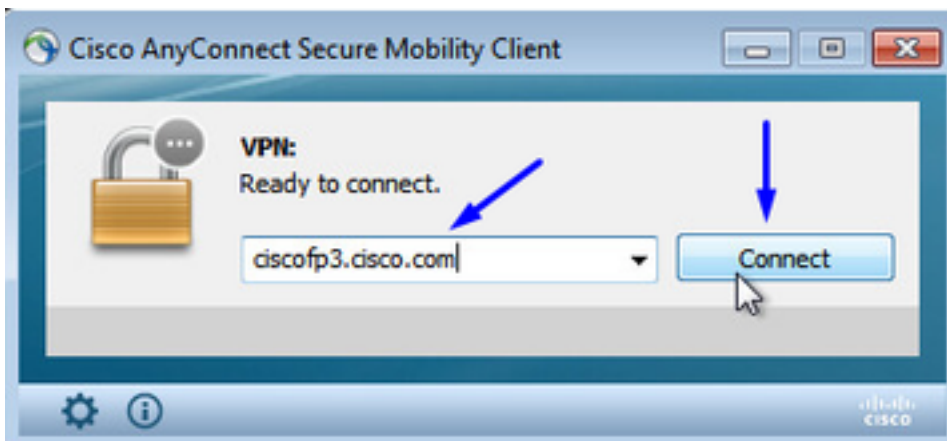 Cisco AnyConnect Secure Mobility Client
VPN:
Ready to connect.
ciscofp3.cisco.com
Connect
CISCO